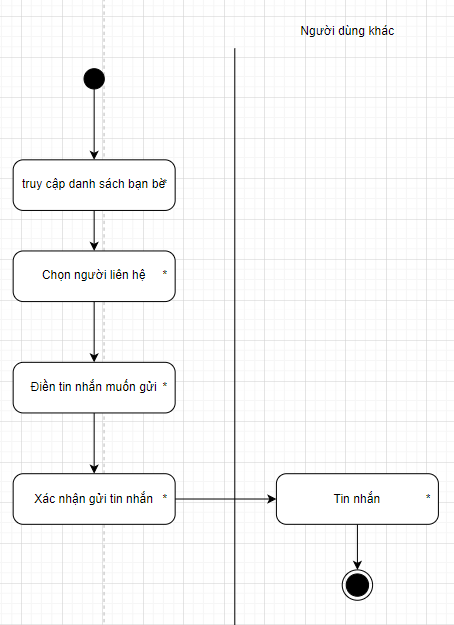 Người dùng khác
truy cập danh sách bạn bè*
Chọn người liên hệ *
Điền tin nhắn muốn gửi *
Xác nhận gửi tin nhắn *
Tin nhắn *